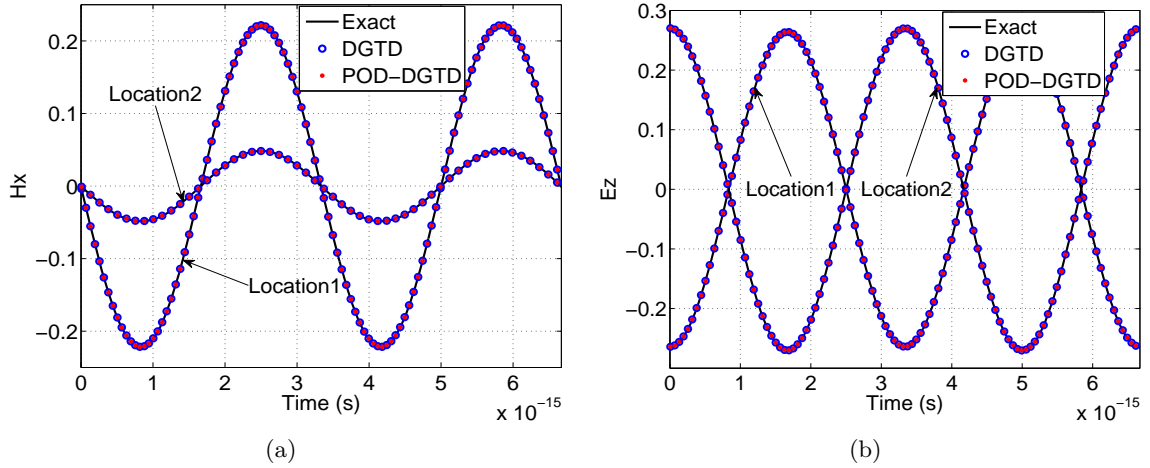 Exact
DGTD
POD−DGTD
Location2
Location1
Hx
0.2
0.1
0
−0.1
−0.2
0 1 2 3 4 5 6
Time (s)
x 10−15
(a)
Exact
DGTD
POD−DGTD
Location1
Location2
Ez
0.3
0.2
0.1
0
−0.1
−0.2
0 1 2 3 4 5 6
Time (s)
x 10−15
(b)